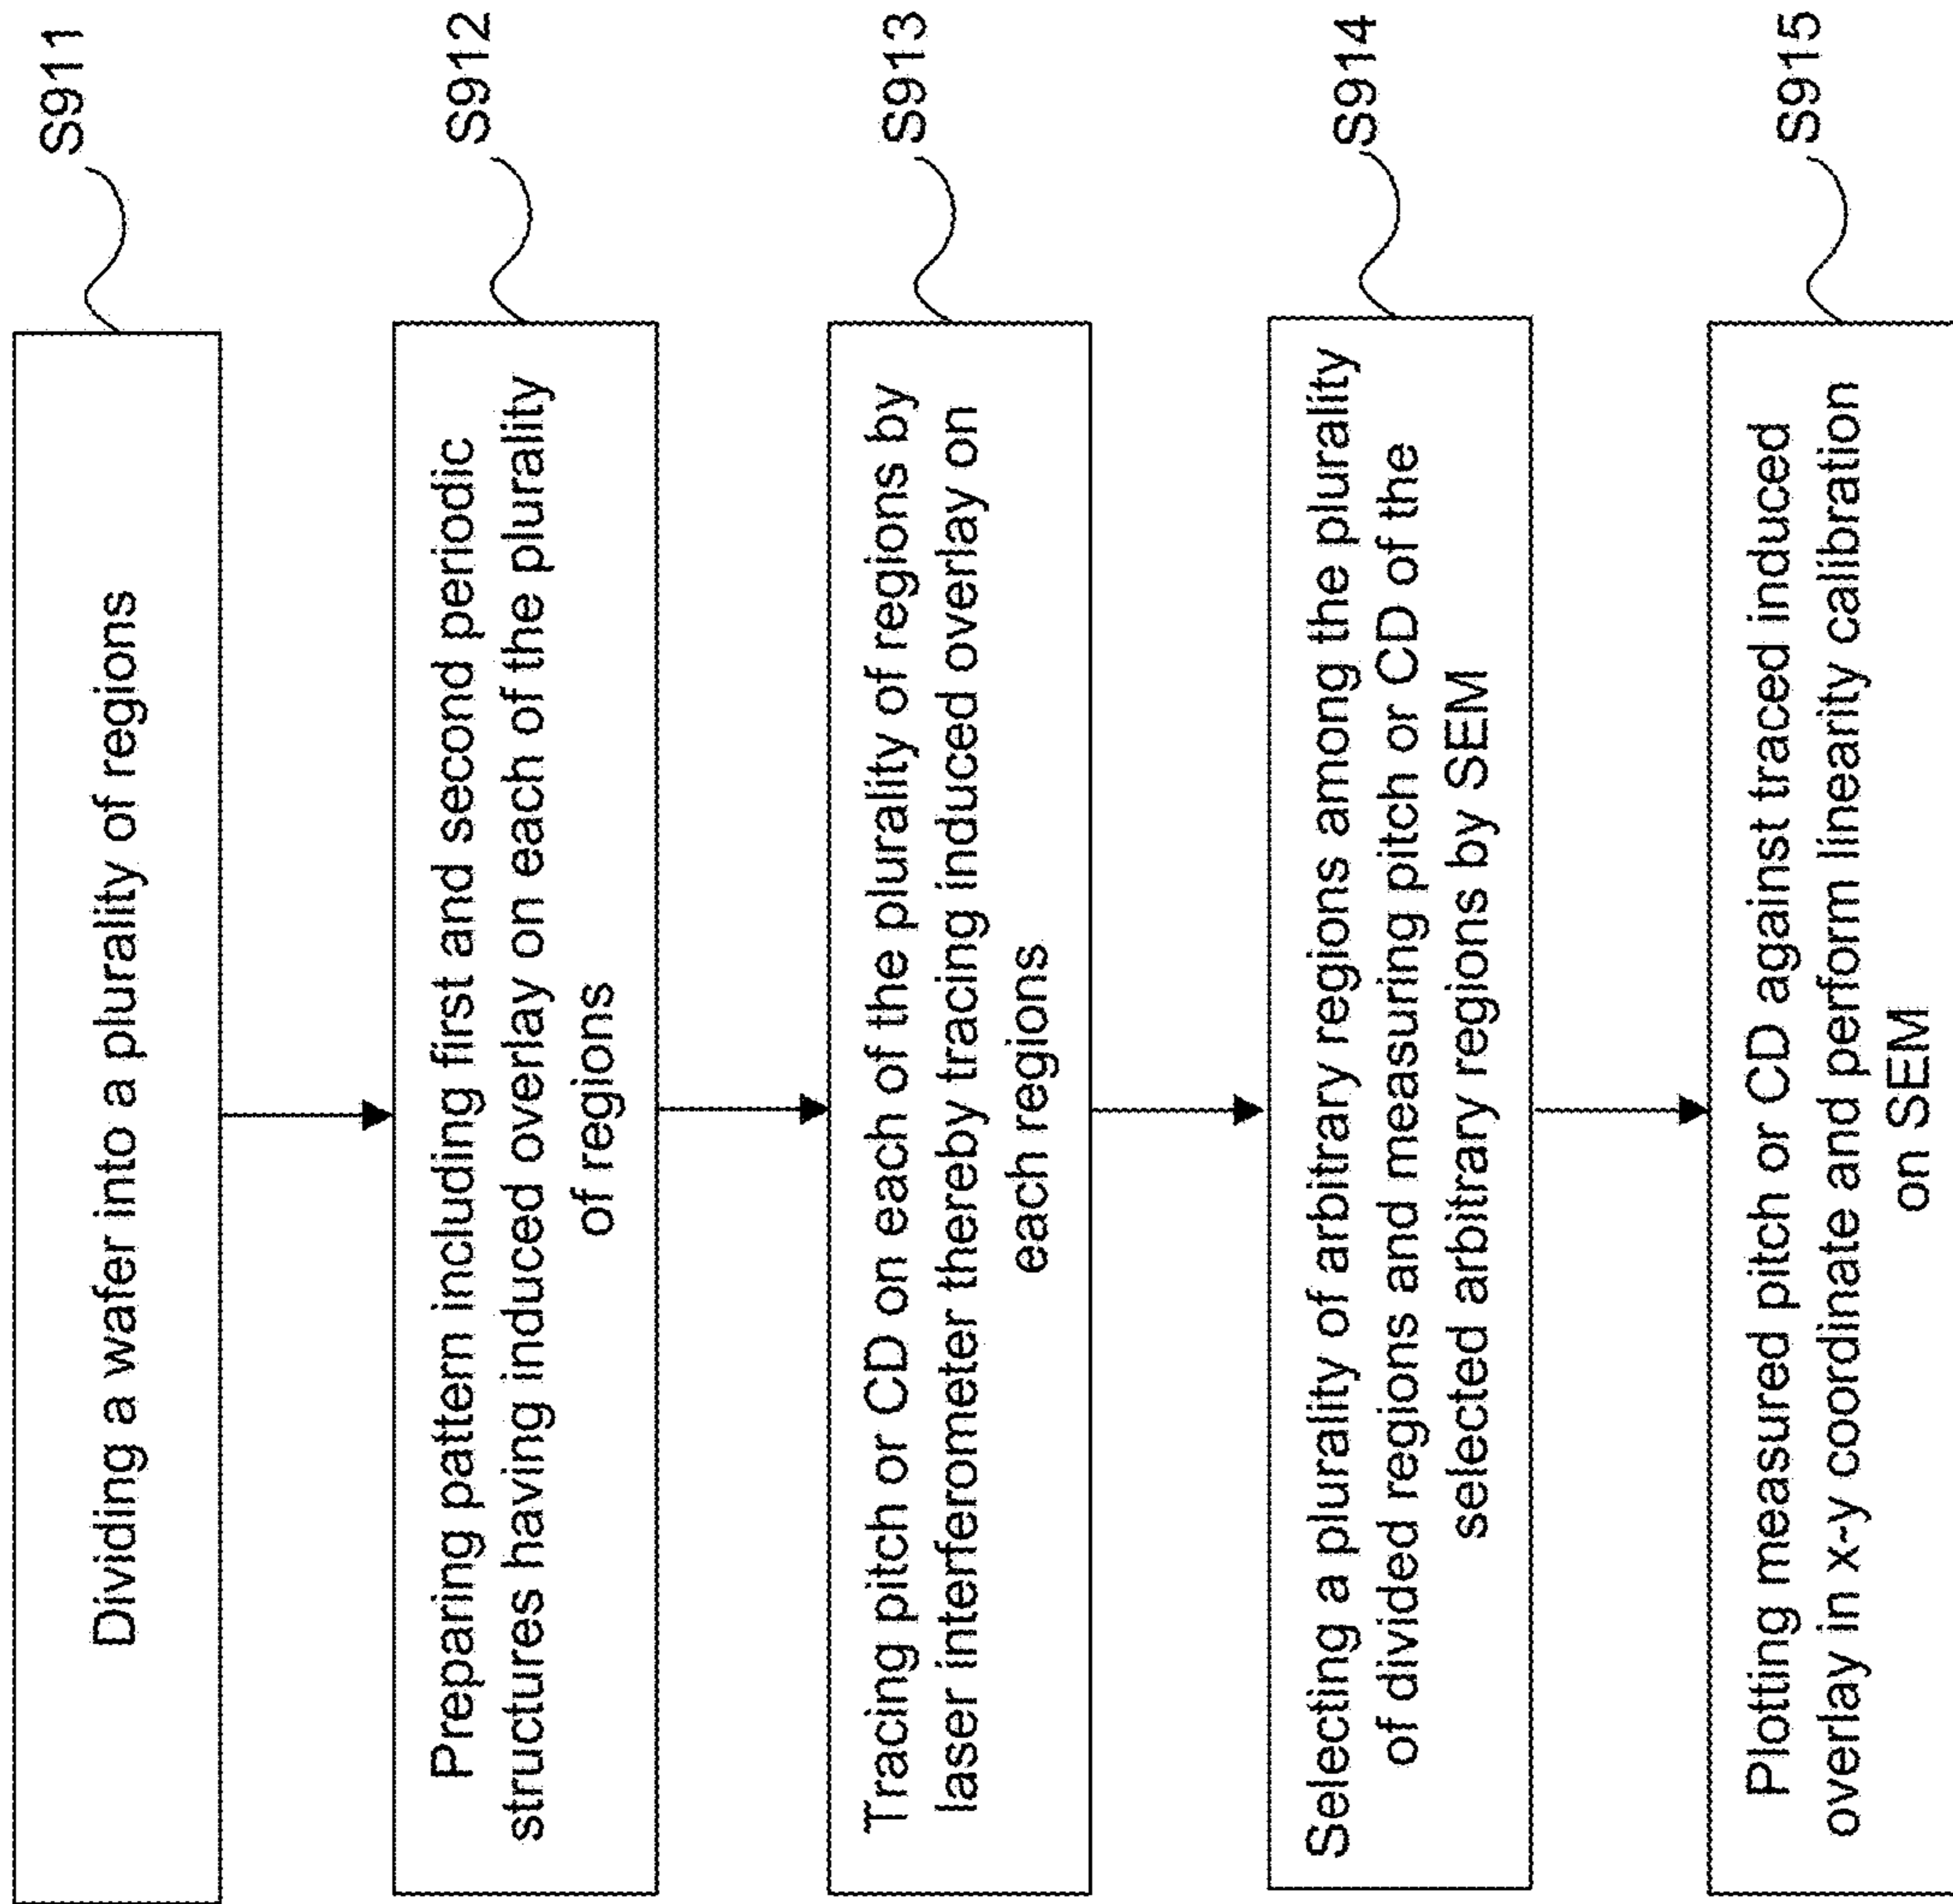 Dividing a wafer into a plurality of regions
S911
Preparing pattern including first and second periodic
structures having induced overlay on each of the plurality
of regions
S912
Tracing pitch or CD on each of the plurality of regions by
laser interferometer thereby tracing induced overlay on
each regions
S913
Selecting a plurality of arbitrary regions among the plurality
of divided regions and measuring pitch or CD of the
selected arbitrary regions by SEM
S914
Plotting measured pitch or CD against traced induced
overlay in x-y coordinate and perform linearity calibration
on SEM
S915